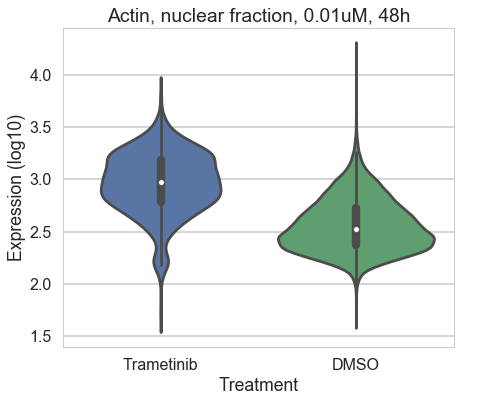 Actin, nuclear fraction, 0.01uM, 48h
Expression (log10)
4.0
3.5
3.0
2.5
2.0
1.5
Trametinib DMSO
Treatment